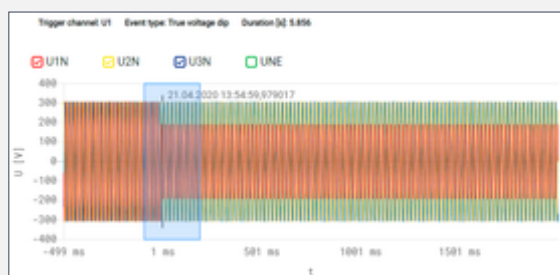 Trigger channel: U1 Event type: True voltage dip Duration [s]: 5.856
U1N U2N U3N UNE
21.04.2020 13:54:59,979017
400
300
200
100
0
-100
-200
-300
-400
U [V]
-499 ms 1 ms 501 ms 1001 ms 1501 ms
t